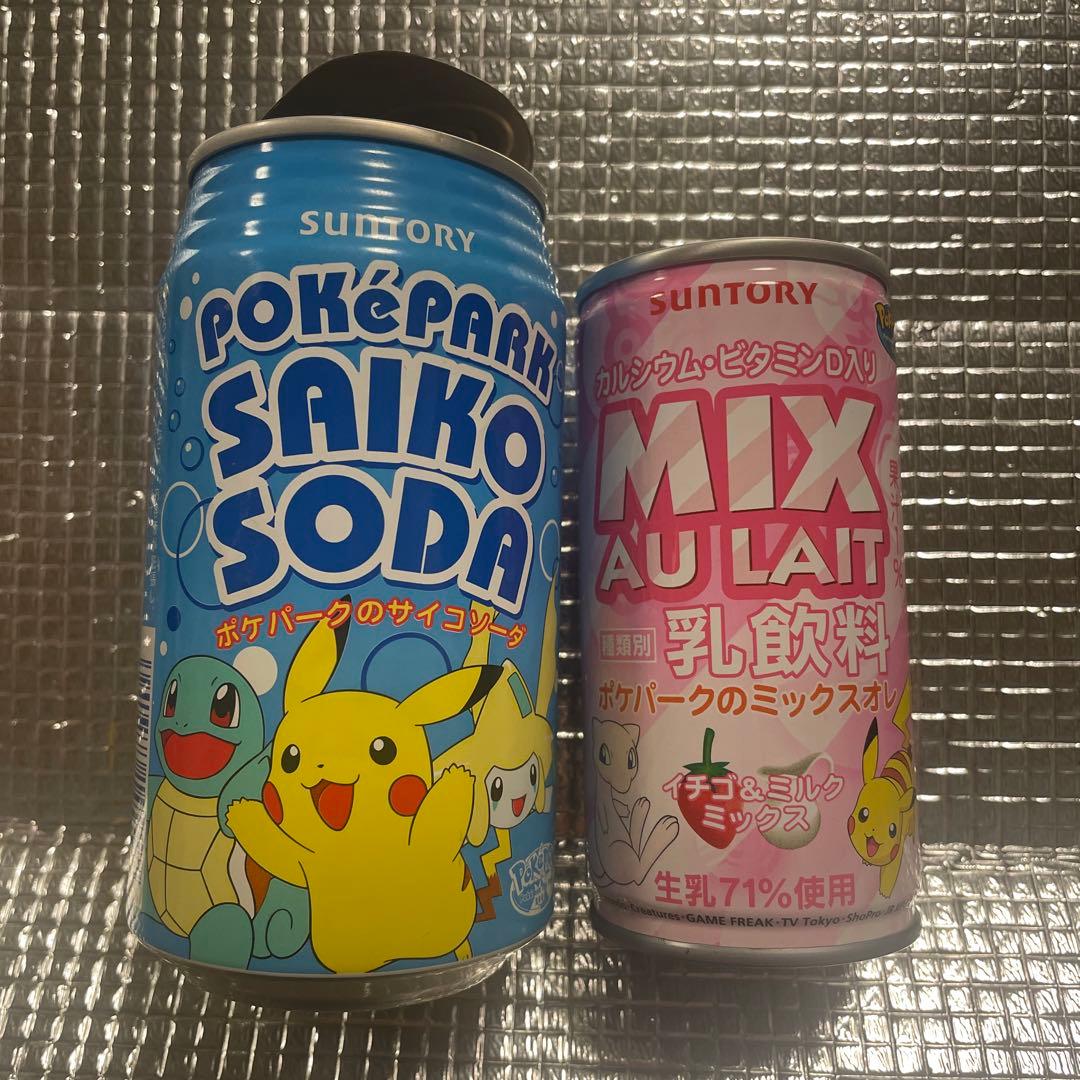 SUNTORY
POKéPARK
SAIKO
SODA
ポケパークのサイコソーダ
SUNTORY
カルシウム・ビタミンD入り
MIX
AU LAIT
種類別
乳飲料
ポケパークのミックスオレ
イチゴ&ミルク
ミックス
生乳71%使用
Creatures・GAME FREAK・TV Tokyo・ShoPro